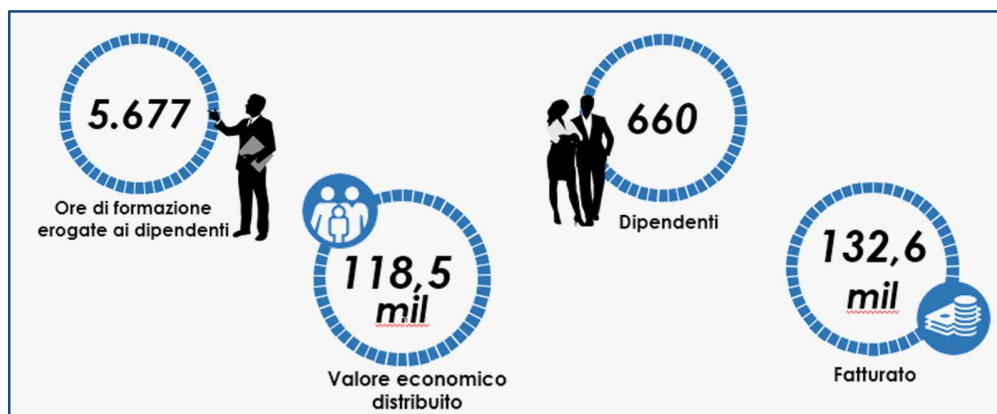 5.677
Ore di formazione
erogate ai dipendenti
118,5
mil
Valore economico
distribuito
660
Dipendenti
132,6
mil
Fatturato